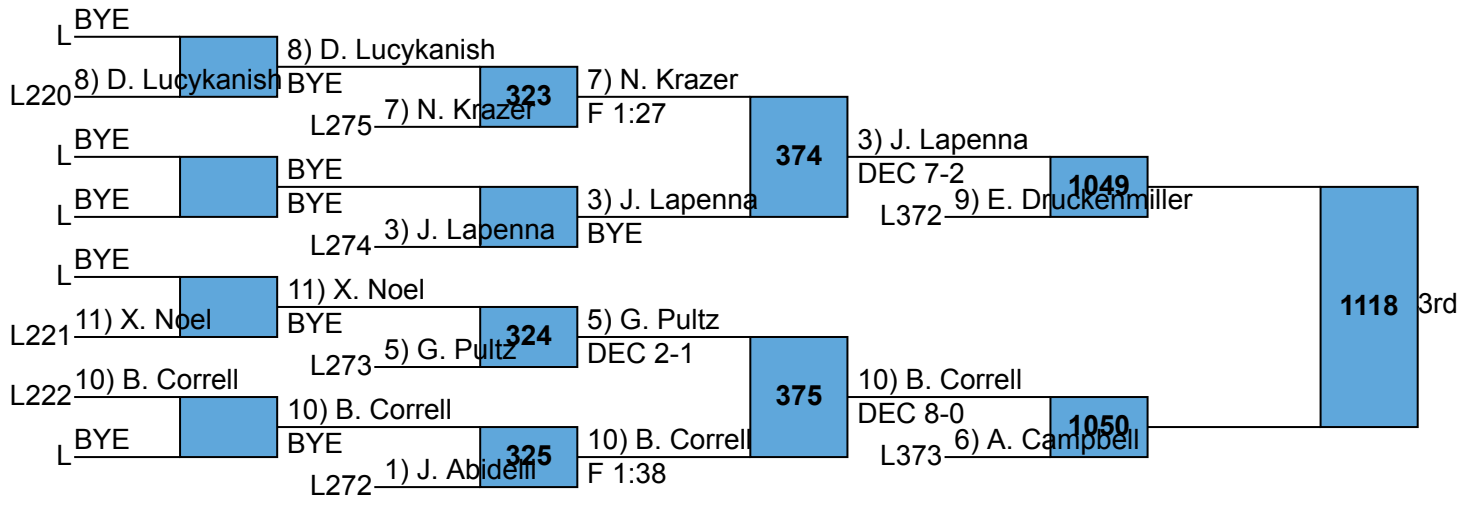 L BYE
L220 8) D. Lucykanish
8) D. Lucykanish
BYE
L275 7) N. Krazer
323
7) N. Krazer
F 1:27
L BYE
L BYE
BYE
BYE
L274 3) J. Lapenna
3) J. Lapenna
BYE
374
3) J. Lapenna
DEC 7-2
L372 9) E. Druckenmiller
1049
L BYE
L221 11) X. Noel
11) X. Noel
BYE
L273 5) G. Pultz
324
5) G. Pultz
DEC 2-1
L222 10) B. Correll
L BYE
10) B. Correll
BYE
L272 1) J. Abidelli
325
10) B. Correll
F 1:38
375
10) B. Correll
DEC 8-0
L373 6) A. Campbell
1050
1118 3rd